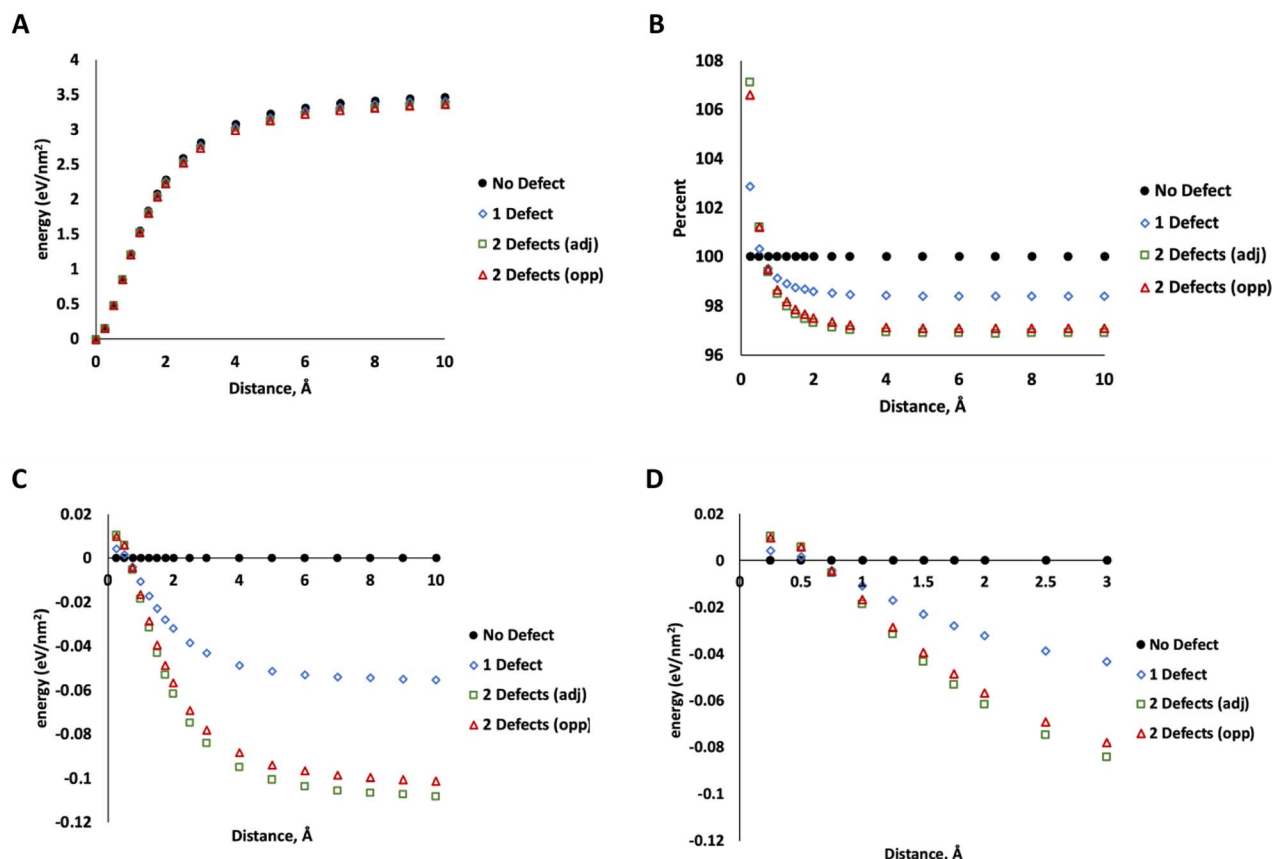 A
energy (eV/nm²)
4
3.5
3
2.5
2
1.5
1
0.5
0
0 2 4 6 8 10
Distance, Å
No Defect
1 Defect
2 Defects (adj)
2 Defects (opp)
B
Percent
108
106
104
102
100
98
96
0 2 4 6 8 10
Distance, Å
No Defect
1 Defect
2 Defects (adj)
2 Defects (opp)
C
energy (eV/nm²)
0.02
0
-0.02
-0.04
-0.06
-0.08
-0.1
-0.12
0 2 4 6 8 10
Distance, Å
No Defect
1 Defect
2 Defects (adj)
2 Defects (opp)
D
energy (eV/nm²)
0.02
0
-0.02
-0.04
-0.06
-0.08
-0.1
-0.12
0 0.5 1 1.5 2 2.5 3
Distance, Å
No Defect
1 Defect
2 Defects (adj)
2 Defects (opp)